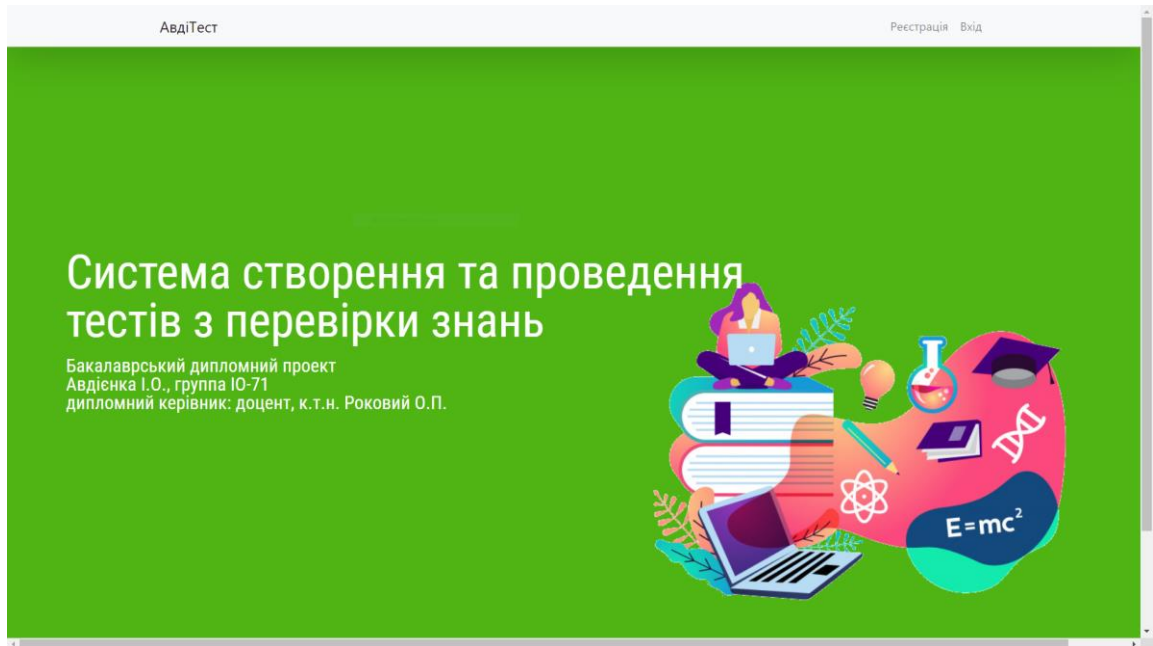 АвдіТест
Реєстрація Вхід
Система створення та проведення
тестів з перевірки знань
Бакалаврський дипломний проект
Авдієнка І.О., группа ІО-71
дипломний керівник: доцент, к.т.н. Роковий О.П.
E=mc²